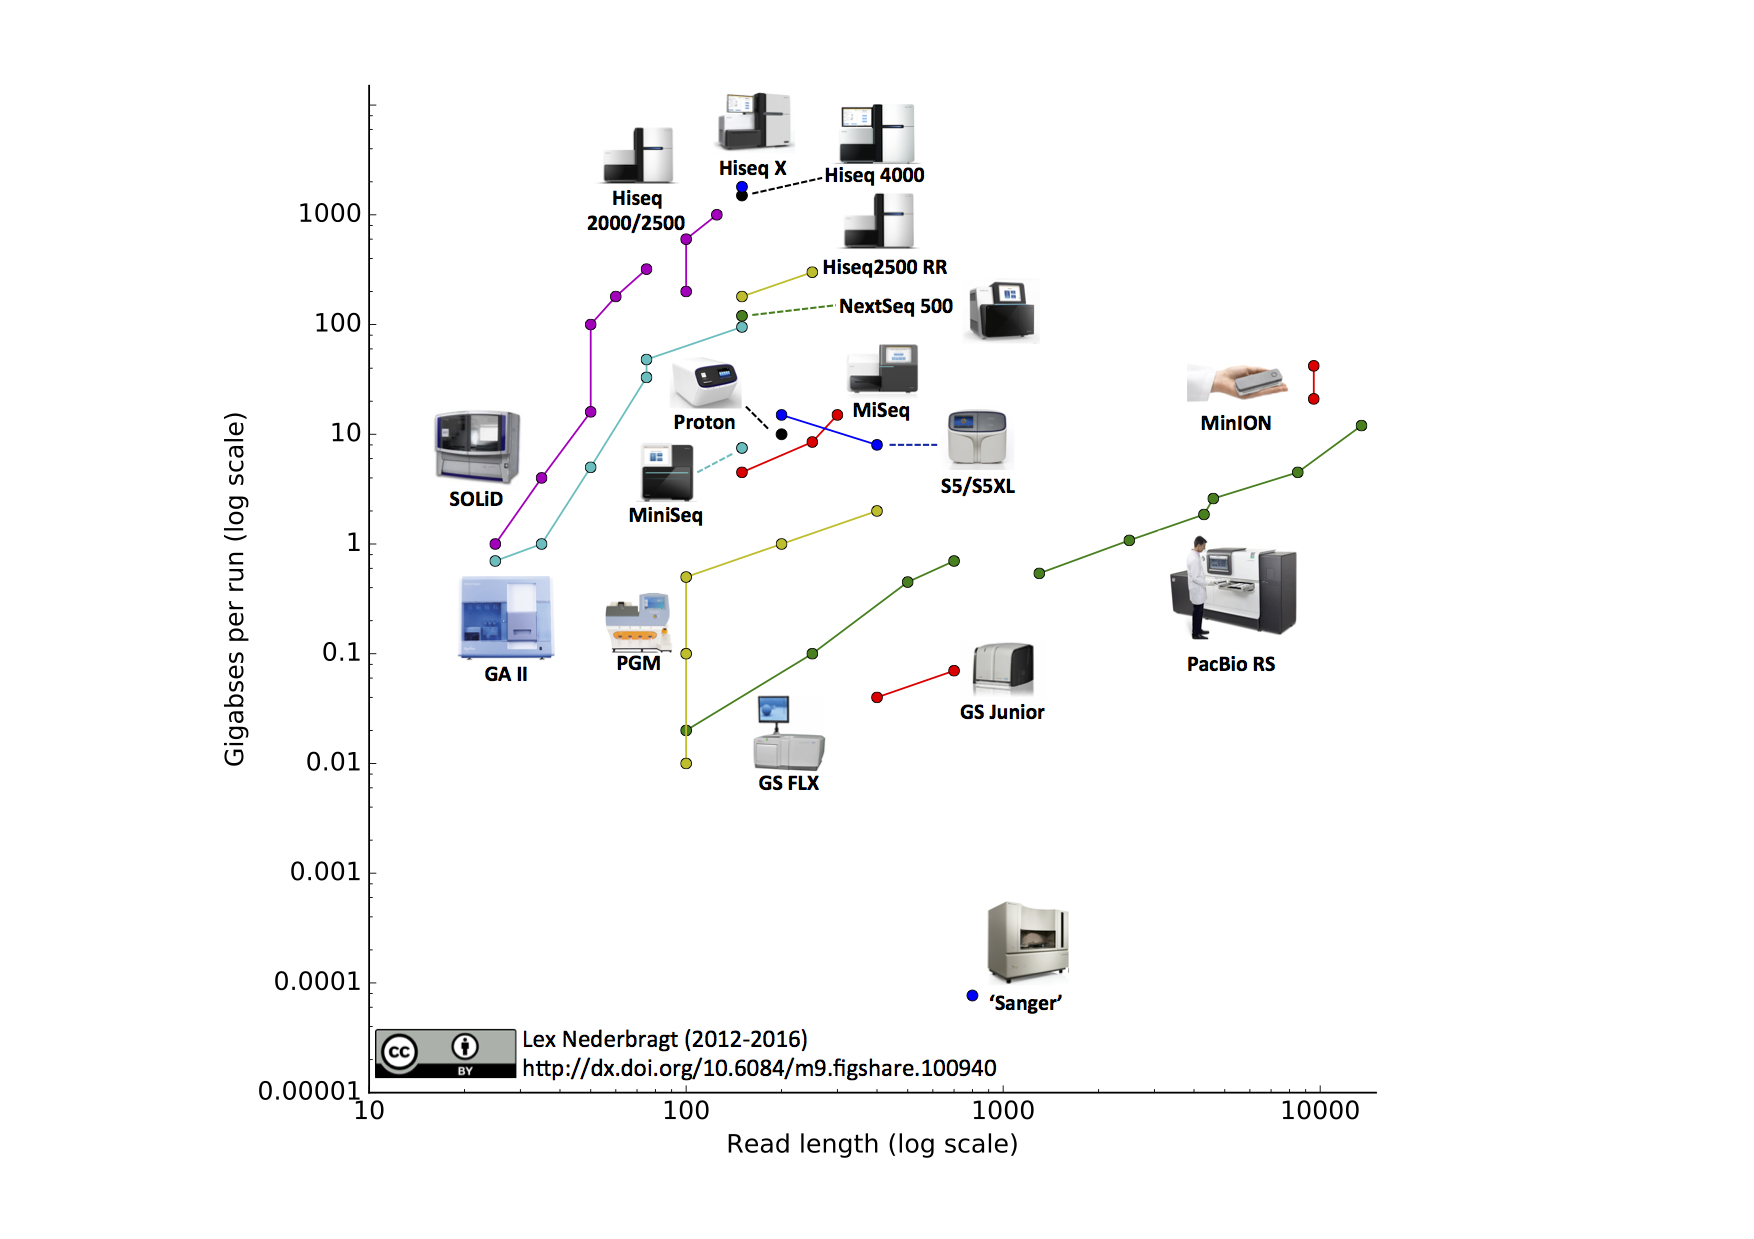 Hiseq X
Hiseq 4000
Hiseq
2000/2500
Hiseq2500 RR
NextSeq 500
MiSeq
Proton
MinION
S5/S5XL
SOLiD
MiniSeq
GA II
PGM
PacBio RS
GS Junior
GS FLX
‘Sanger’
1000
100
10
1
0.1
0.01
0.001
0.0001
0.00001
Gigabses per run (log scale)
cc
BY
Lex Nederbragt (2012-2016)
http://dx.doi.org/10.6084/m9.figshare.100940
10
100
1000
10000
Read length (log scale)